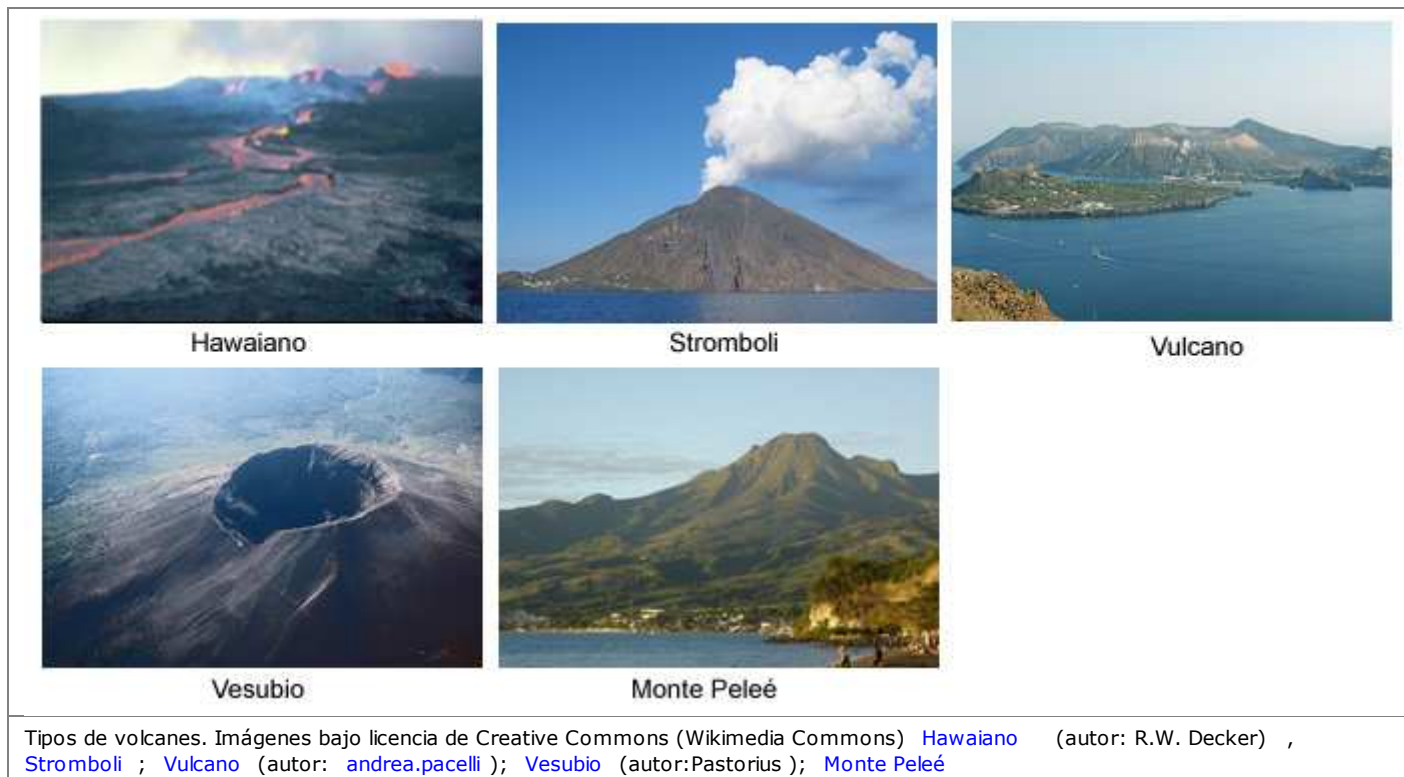 Hawaiano
Stromboli
Vulcano
Vesubio
Monte Peleé
Tipos de volcanes. Imágenes bajo licencia de Creative Commons (Wikimedia Commons) Hawaiano (autor: R.W. Decker) ,
Stromboli ; Vulcano (autor: andrea.pacelli ); Vesubio (autor:Pastorius ); Monte Peleé